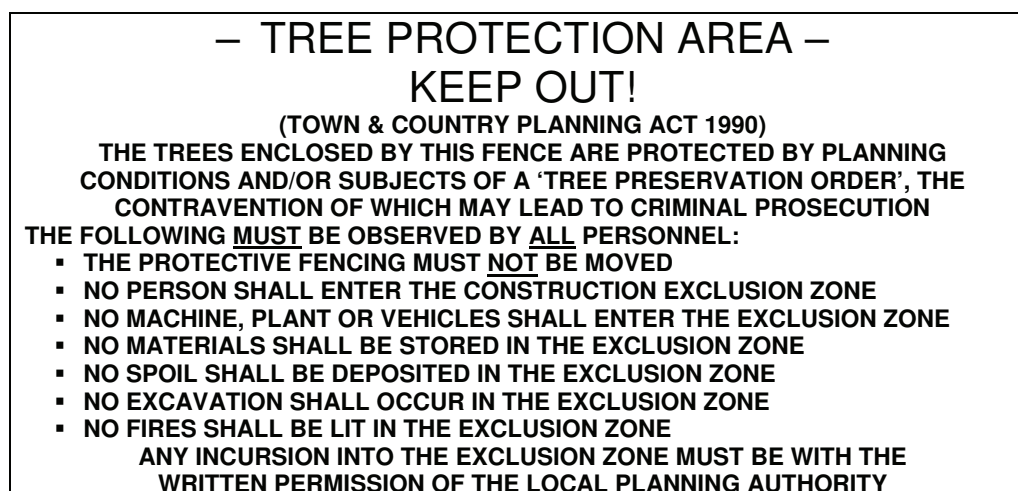 – TREE PROTECTION AREA –
KEEP OUT!
(TOWN & COUNTRY PLANNING ACT 1990)
THE TREES ENCLOSED BY THIS FENCE ARE PROTECTED BY PLANNING
CONDITIONS AND/OR SUBJECTS OF A ‘TREE PRESERVATION ORDER’, THE
CONTRAVENTION OF WHICH MAY LEAD TO CRIMINAL PROSECUTION
THE FOLLOWING MUST BE OBSERVED BY ALL PERSONNEL:
▪ THE PROTECTIVE FENCING MUST NOT BE MOVED
▪ NO PERSON SHALL ENTER THE CONSTRUCTION EXCLUSION ZONE
▪ NO MACHINE, PLANT OR VEHICLES SHALL ENTER THE EXCLUSION ZONE
▪ NO MATERIALS SHALL BE STORED IN THE EXCLUSION ZONE
▪ NO SPOIL SHALL BE DEPOSITED IN THE EXCLUSION ZONE
▪ NO EXCAVATION SHALL OCCUR IN THE EXCLUSION ZONE
▪ NO FIRES SHALL BE LIT IN THE EXCLUSION ZONE
ANY INCURSION INTO THE EXCLUSION ZONE MUST BE WITH THE
WRITTEN PERMISSION OF THE LOCAL PLANNING AUTHORITY